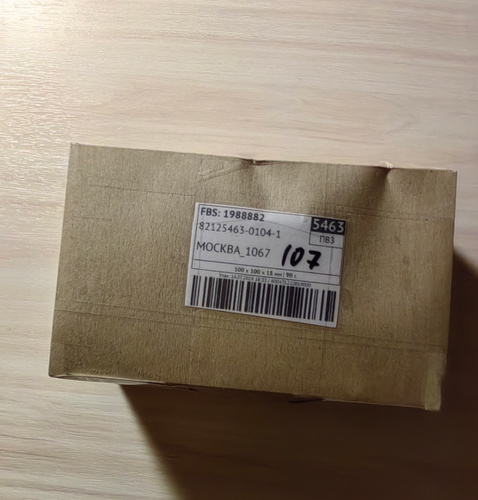 FBS: 1988882
5463
82125463-0104-1
ПВЗ
МОСКВА_1067
107
100 x 100 x 15 мм | 90 г.